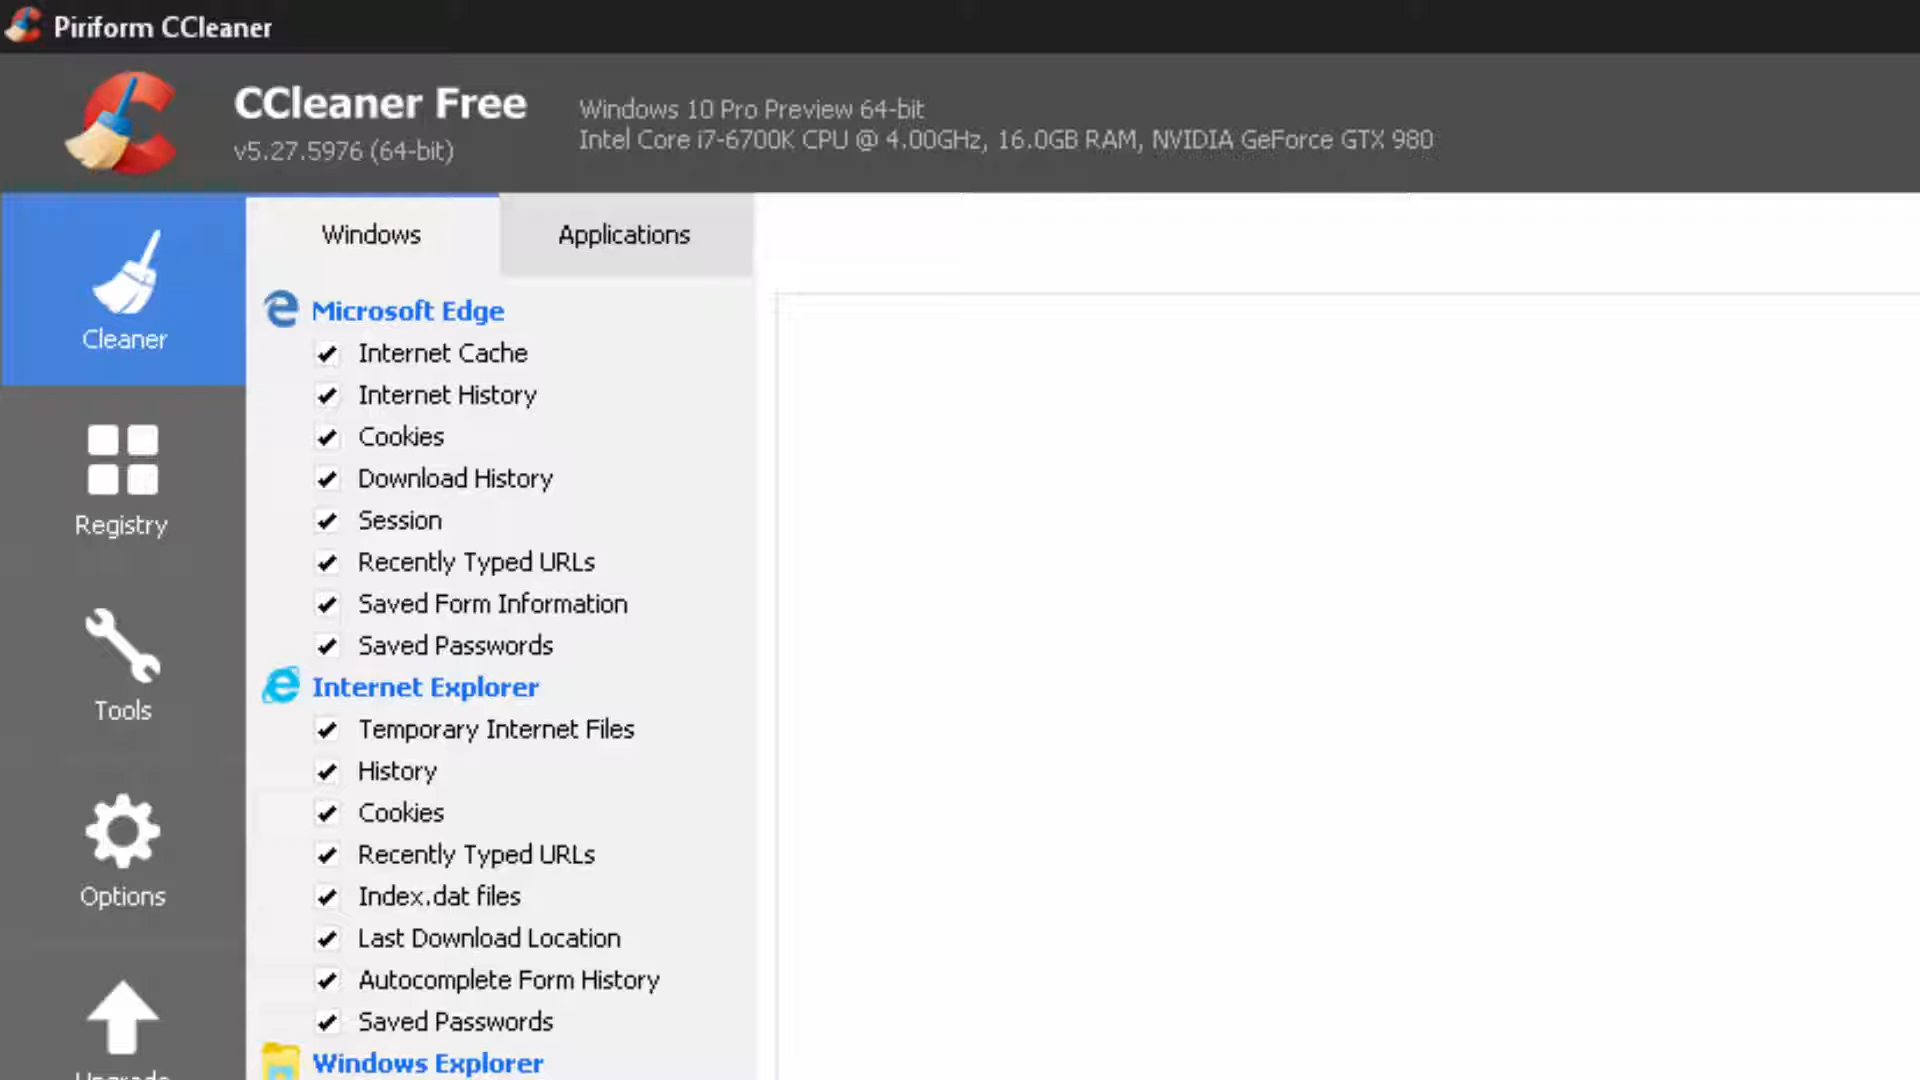 Piriform CCleaner
CCleaner Free
v5.27.5976 (64-bit)
Windows 10 Pro Preview 64-bit
Intel Core i7-6700K CPU @ 4.00GHz, 16.0GB RAM, NVIDIA GeForce GTX 980
Cleaner
Registry
Tools
Options
Upgrade
Windows
Applications
Microsoft Edge
Internet Cache
Internet History
Cookies
Download History
Session
Recently Typed URLs
Saved Form Information
Saved Passwords
Internet Explorer
Temporary Internet Files
History
Cookies
Recently Typed URLs
Index.dat files
Last Download Location
Autocomplete Form History
Saved Passwords
Windows Explorer